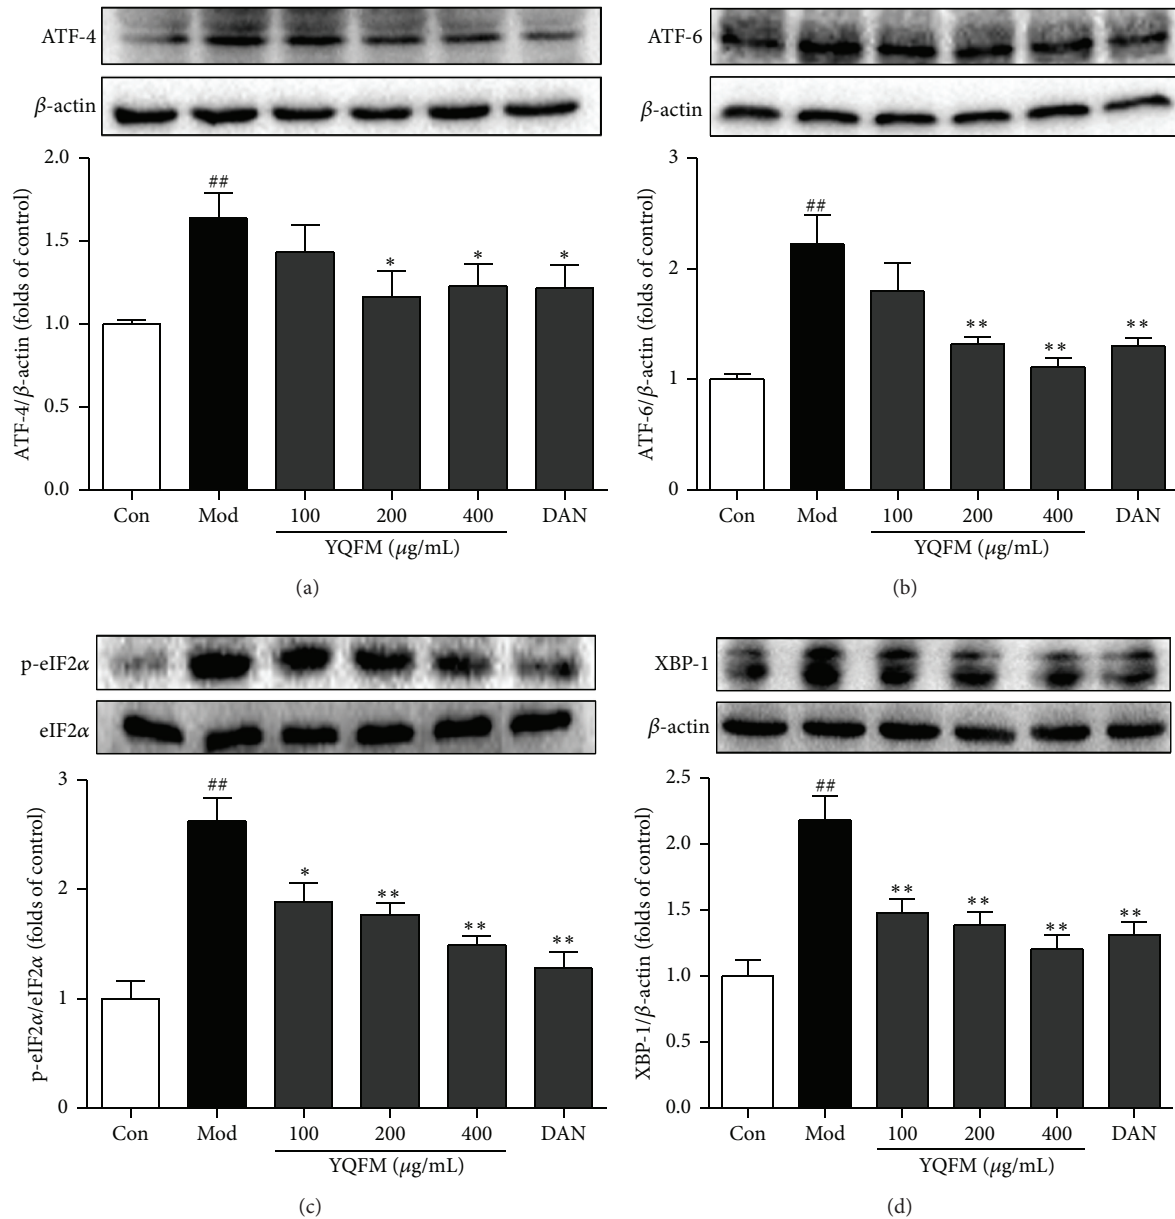 ATF-4
β-actin
ATF-4/β-actin (folds of control)
2.0
1.5
1.0
0.5
0.0
##
*
*
*
Con Mod 100 200 400 DAN
YQFM (μg/mL)
(a)
ATF-6
β-actin
ATF-6/β-actin (folds of control)
3
2
1
0
##
**
**
**
Con Mod 100 200 400 DAN
YQFM (μg/mL)
(b)
p-eIF2α
eIF2α
p-eIF2α/eIF2α (folds of control)
3
2
1
0
##
*
**
**
**
Con Mod 100 200 400 DAN
YQFM (μg/mL)
(c)
XBP-1
β-actin
XBP-1/β-actin (folds of control)
2.5
2.0
1.5
1.0
0.5
0.0
##
**
**
**
**
Con Mod 100 200 400 DAN
YQFM (μg/mL)
(d)